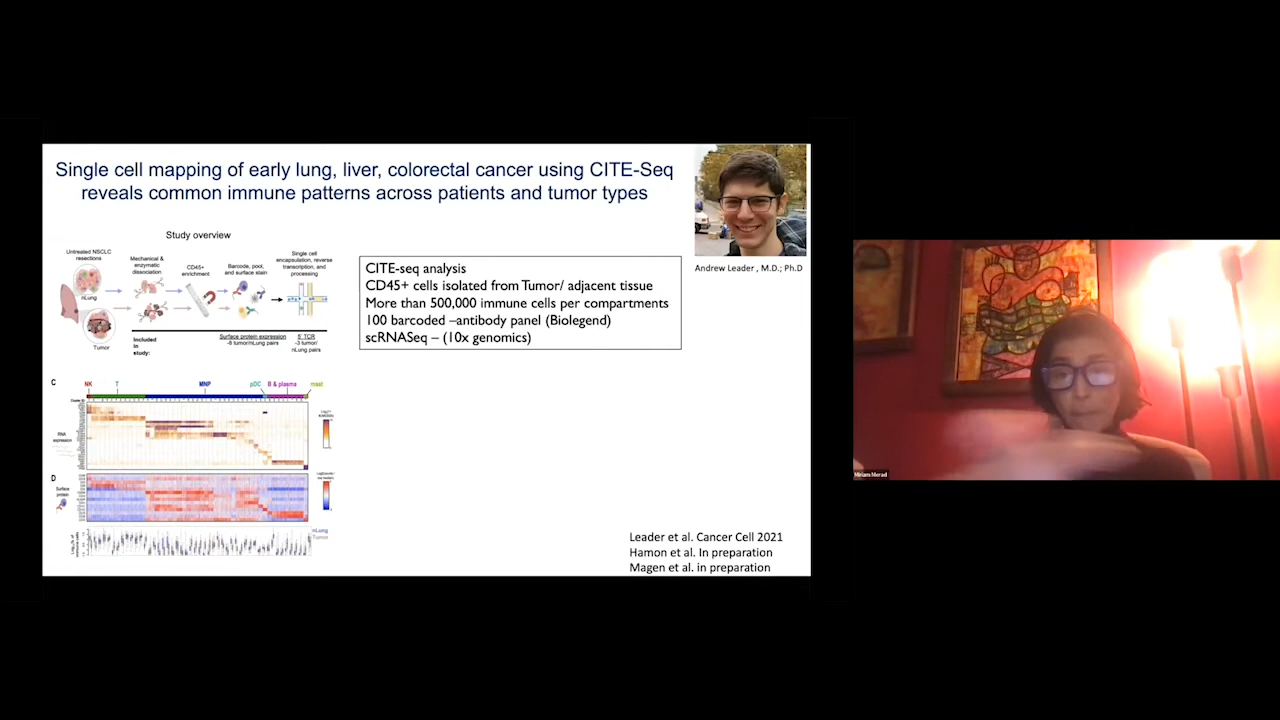 Single cell mapping of early lung, liver, colorectal cancer using CITE-Seq
reveals common immune patterns across patients and tumor types
Andrew Leader , M.D.; Ph.D
Study overview
Untreated NSCLC
resections
nLung
Tumor
Mechanical &
enzymatic
dissociation
CD45+
enrichment
Barcode, pool,
and surface stain
Single cell
encapsulation, reverse
transcription, and
processing
Included
in
study:
Surface protein expression
5' TCR
tumor/
nLung pairs
CITE-seq analysis
CD45+ cells isolated from Tumor/ adjacent tissue
More than 500,000 immune cells per compartments
100 barcoded –antibody panel (Biolegend)
scRNASeq – (10x genomics)
C
NK
T
MNP
pDC
B & plasma
mast
RNA
expression
D
Surface
protein
nLung
Tumor
Leader et al. Cancer Cell 2021
Hamon et al. In preparation
Magen et al. in preparation
Miriam Merad